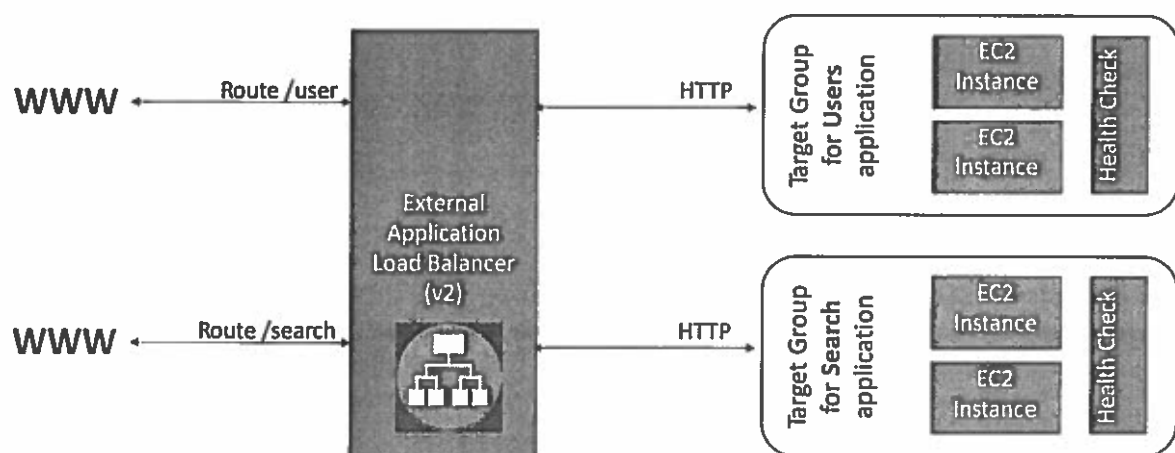 WWW
Route /user
HTTP
Target Group
for Users
application
EC2
Instance
EC2
Instance
Health Check
External
Application
Load Balancer
(v2)
WWW
Route /search
HTTP
Target Group
for Search
application
EC2
Instance
EC2
Instance
Health Check